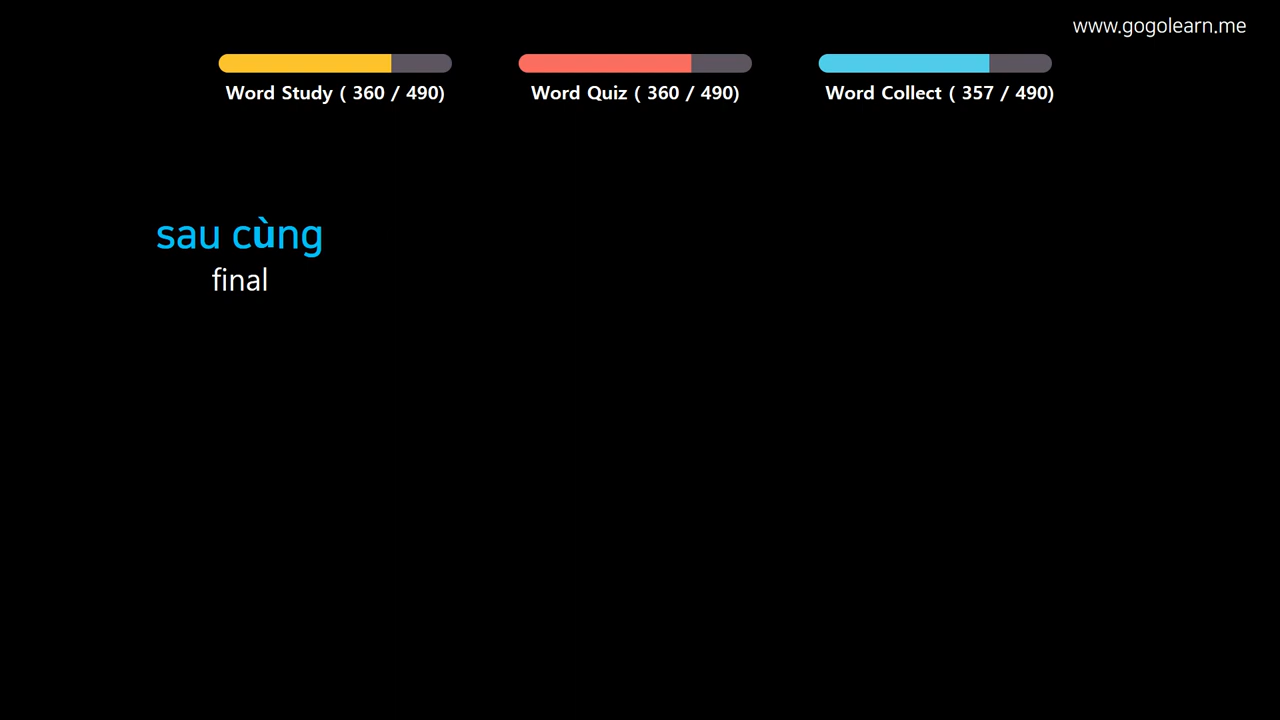 www.gogolearn.me
Word Study ( 360 / 490)
Word Quiz ( 360 / 490)
Word Collect ( 357 / 490)
sau cùng
final